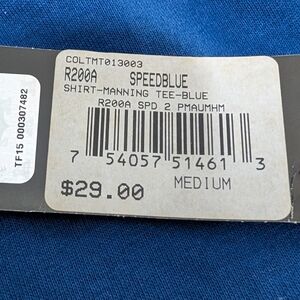 COLTMT013003
R200A SPEEDBLUE
SHIRT-MANNING TEE-BLUE
R200A SPD 2 PMAUMHM
7 54057 51461 3
$29.00 MEDIUM
TF15 000307482